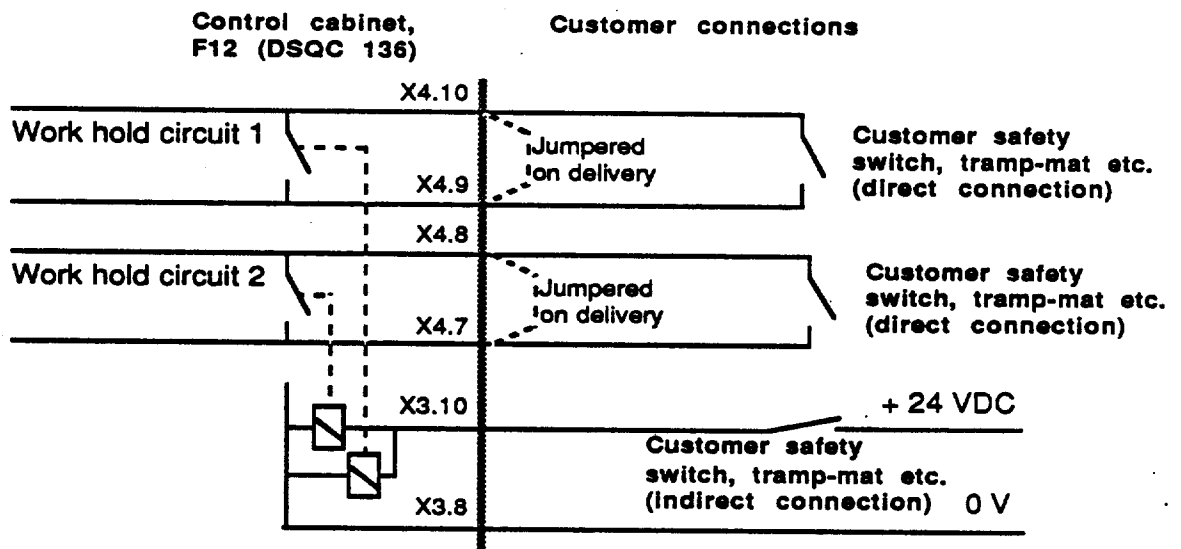 Control cabinet,
F12 (DSQC 136)
Customer connections
X4.10
Work hold circuit 1
Jumpered
on delivery
Customer safety
switch, tramp-mat etc.
(direct connection)
X4.9
X4.8
Work hold circuit 2
Jumpered
on delivery
Customer safety
switch, tramp-mat etc.
(direct connection)
X4.7
X3.10
+ 24 VDC
Customer safety
switch, tramp-mat etc.
(indirect connection)
0 V
X3.8